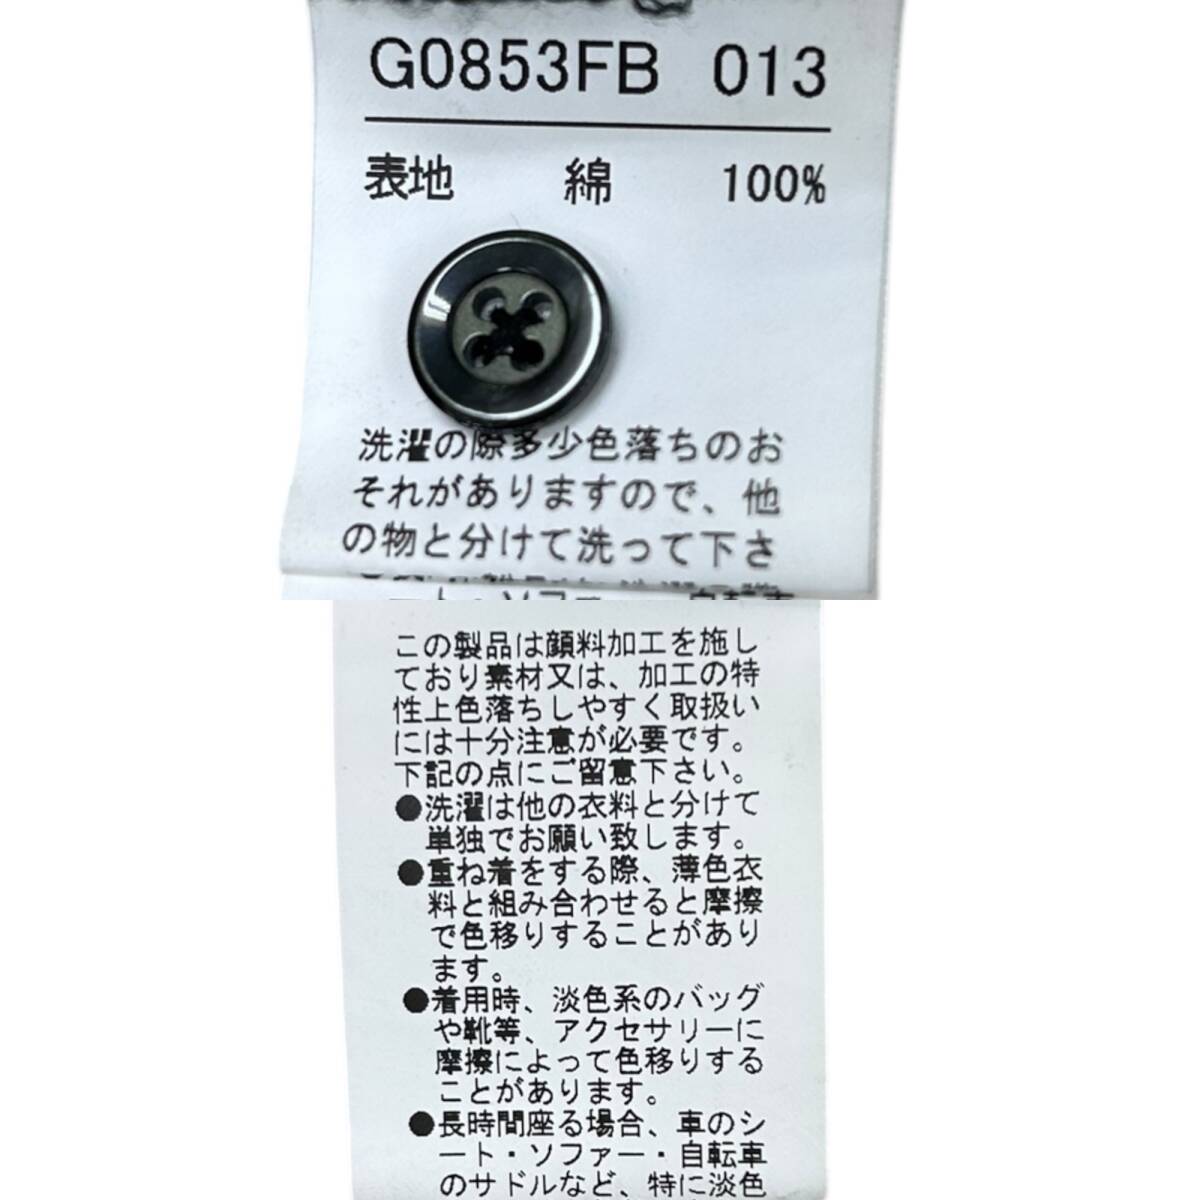 G0853FB 013
表地 綿 100%
洗濯の際多少色落ちのお
それがありますので、他
の物と分けて洗って下さ
この製品は顔料加工を施し
ており素材又は、加工の特
性上色落ちしやすく取扱い
には十分注意が必要です。
下記の点にご留意下さい。
●洗濯は他の衣料と分けて
単独でお願い致します。
●重ね着をする際、薄色衣
料と組み合わせると摩擦
で色移りすることがあり
ます。
●着用時、淡色系のバッグ
や靴等、アクセサリーに
摩擦によって色移りする
ことがあります。
●長時間座る場合、車のシ
ート・ソファー・自転車
のサドルなど、特に淡色